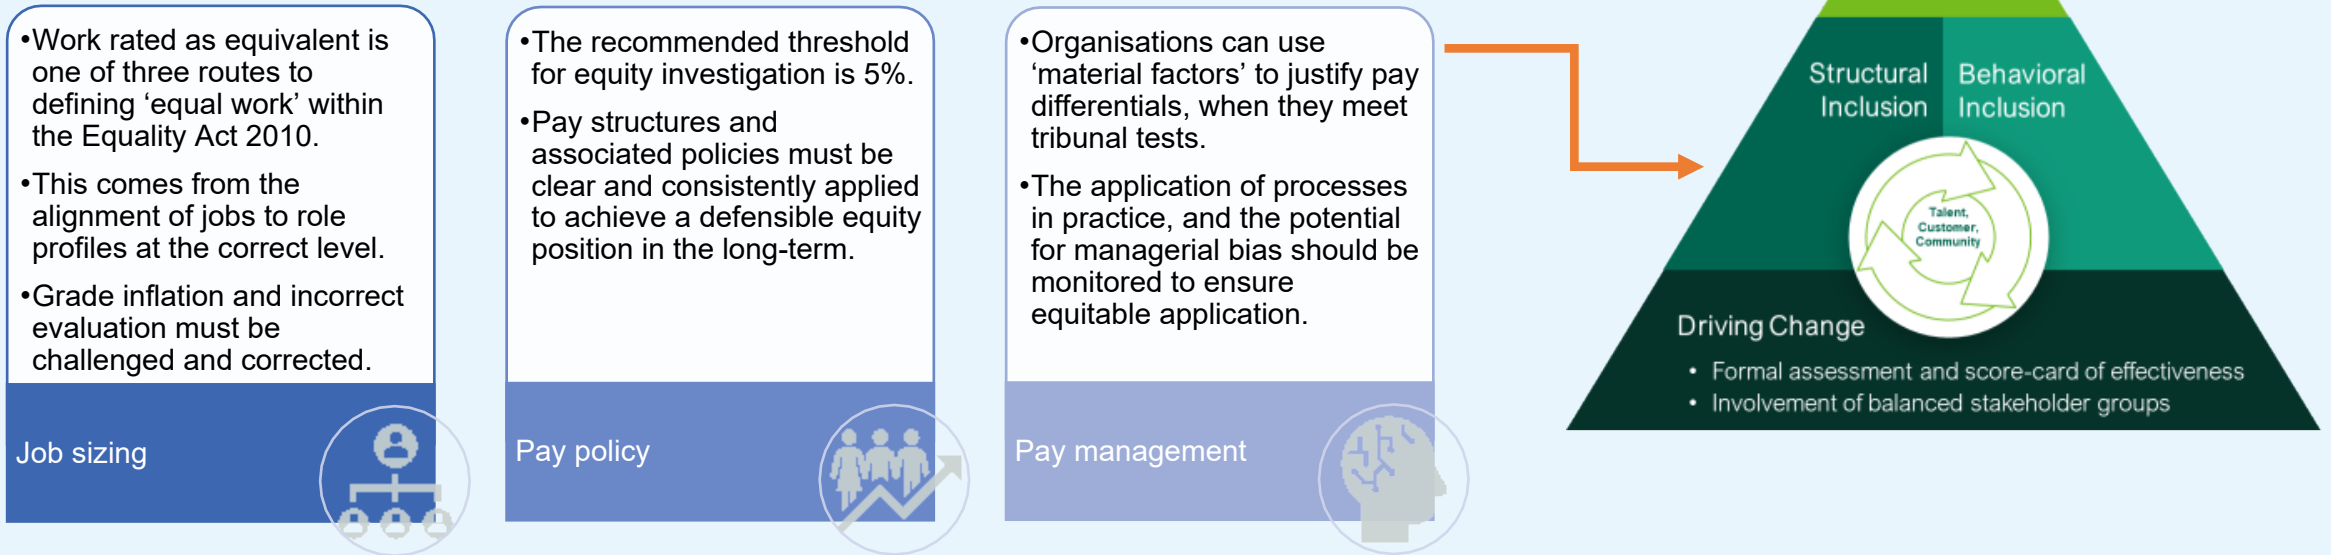 •Work rated as equivalent is
one of three routes to
defining ‘equal work’ within
the Equality Act 2010.
•This comes from the
alignment of jobs to role
profiles at the correct level.
•Grade inflation and incorrect
evaluation must be
challenged and corrected.
Job sizing
•The recommended threshold
for equity investigation is 5%.
•Pay structures and
associated policies must be
clear and consistently applied
to achieve a defensible equity
position in the long-term.
Pay policy
•Organisations can use
‘material factors’ to justify pay
differentials, when they meet
tribunal tests.
•The application of processes
in practice, and the potential
for managerial bias should be
monitored to ensure
equitable application.
Pay management
Structural
Inclusion
Behavioral
Inclusion
Talent,
Customer,
Community
Driving Change
• Formal assessment and score-card of effectiveness
• Involvement of balanced stakeholder groups